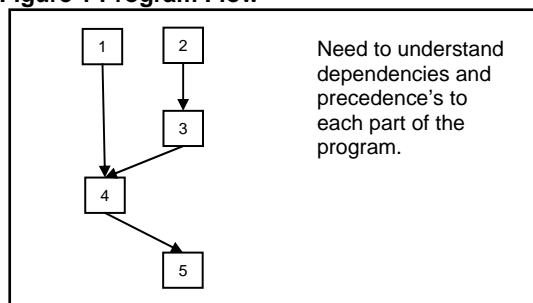 Figure 1 Program Flow
1
2
Need to understand
dependencies and
precedence's to
each part of the
program.
3
4
5